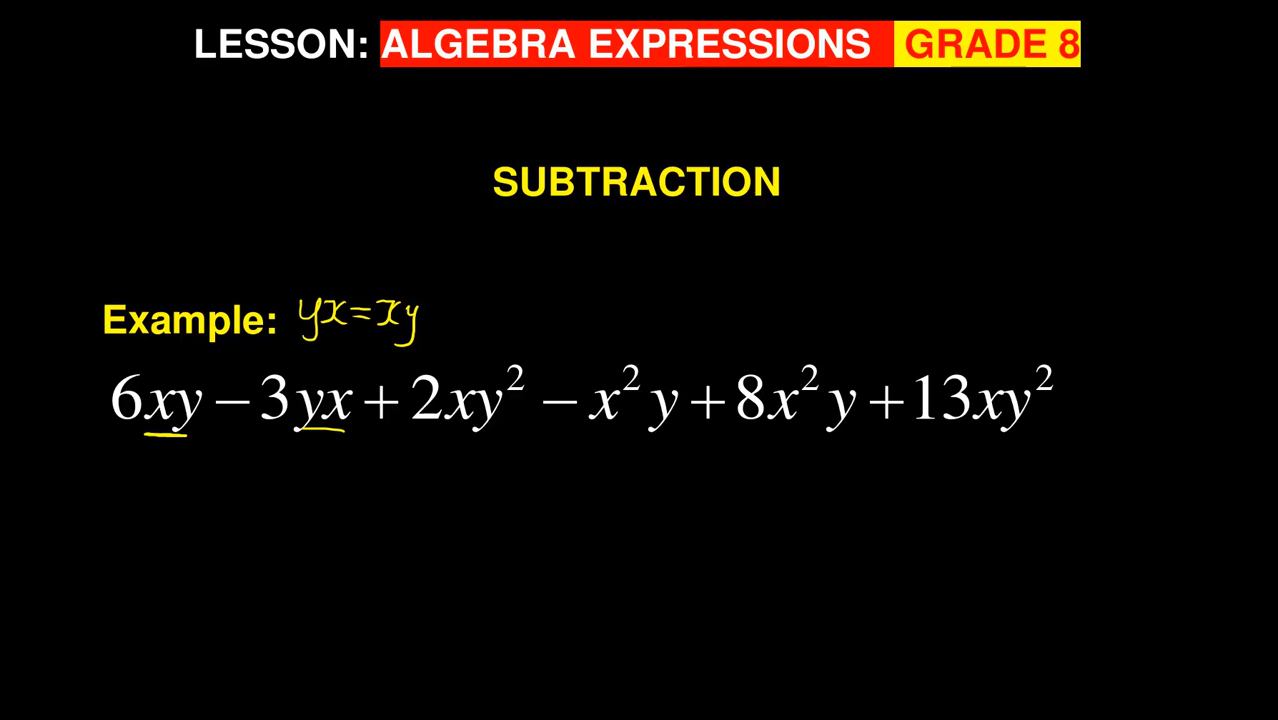 LESSON: ALGEBRA EXPRESSIONS GRADE 8
SUBTRACTION
Example: yx=xy
6xy − 3yx + 2xy² − x²y + 8x²y + 13xy²